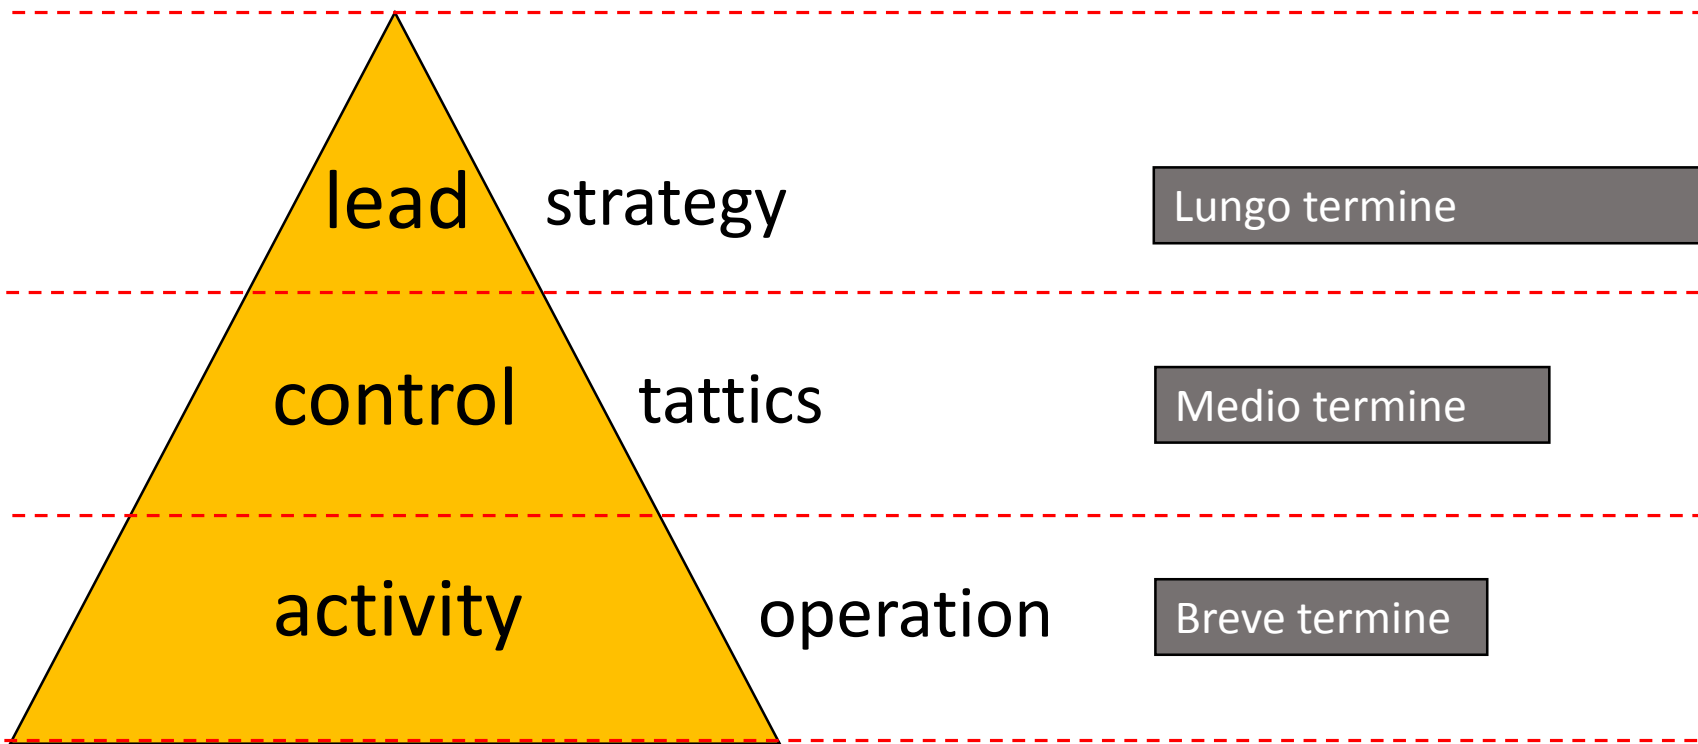 lead strategy Lungo termine
control tattics Medio termine
activity operation Breve termine